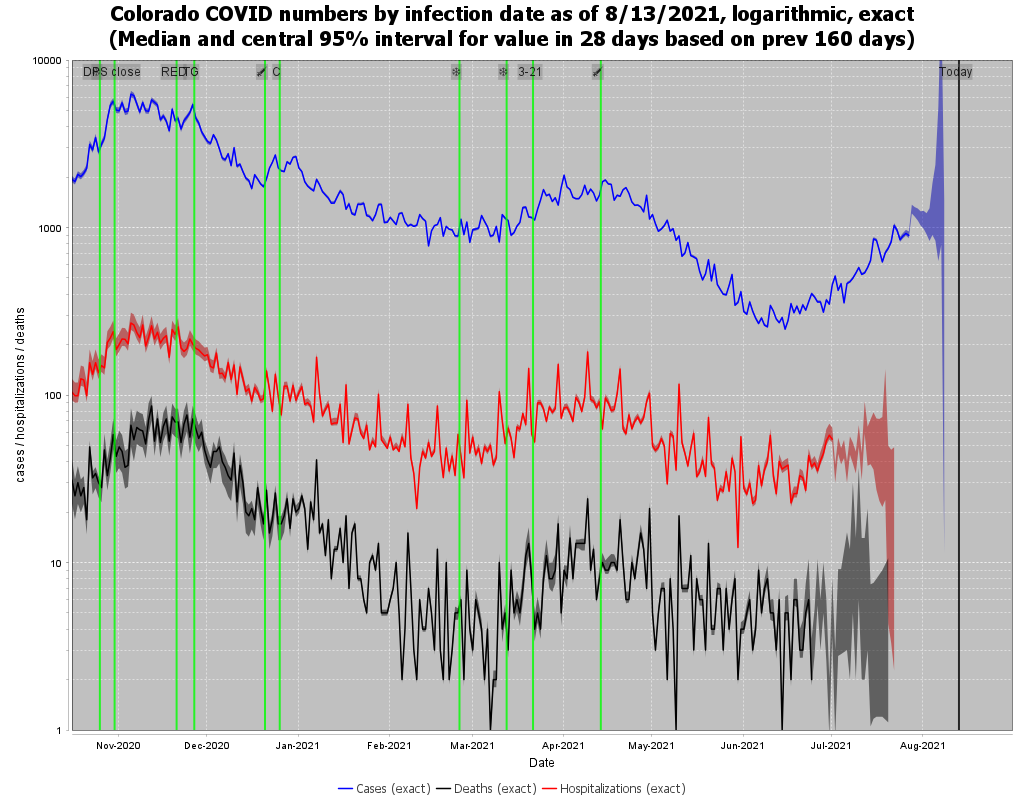 Colorado COVID numbers by infection date as of 8/13/2021, logarithmic, exact
(Median and central 95% interval for value in 28 days based on prev 160 days)
10000
1000
100
10
1
cases / hospitalizations / deaths
close
TG
C
3-21
Today
Nov-2020 Dec-2020 Jan-2021 Feb-2021 Mar-2021 Apr-2021 May-2021 Jun-2021 Jul-2021 Aug-2021
Date
Cases (exact) Deaths (exact) Hospitalizations (exact)